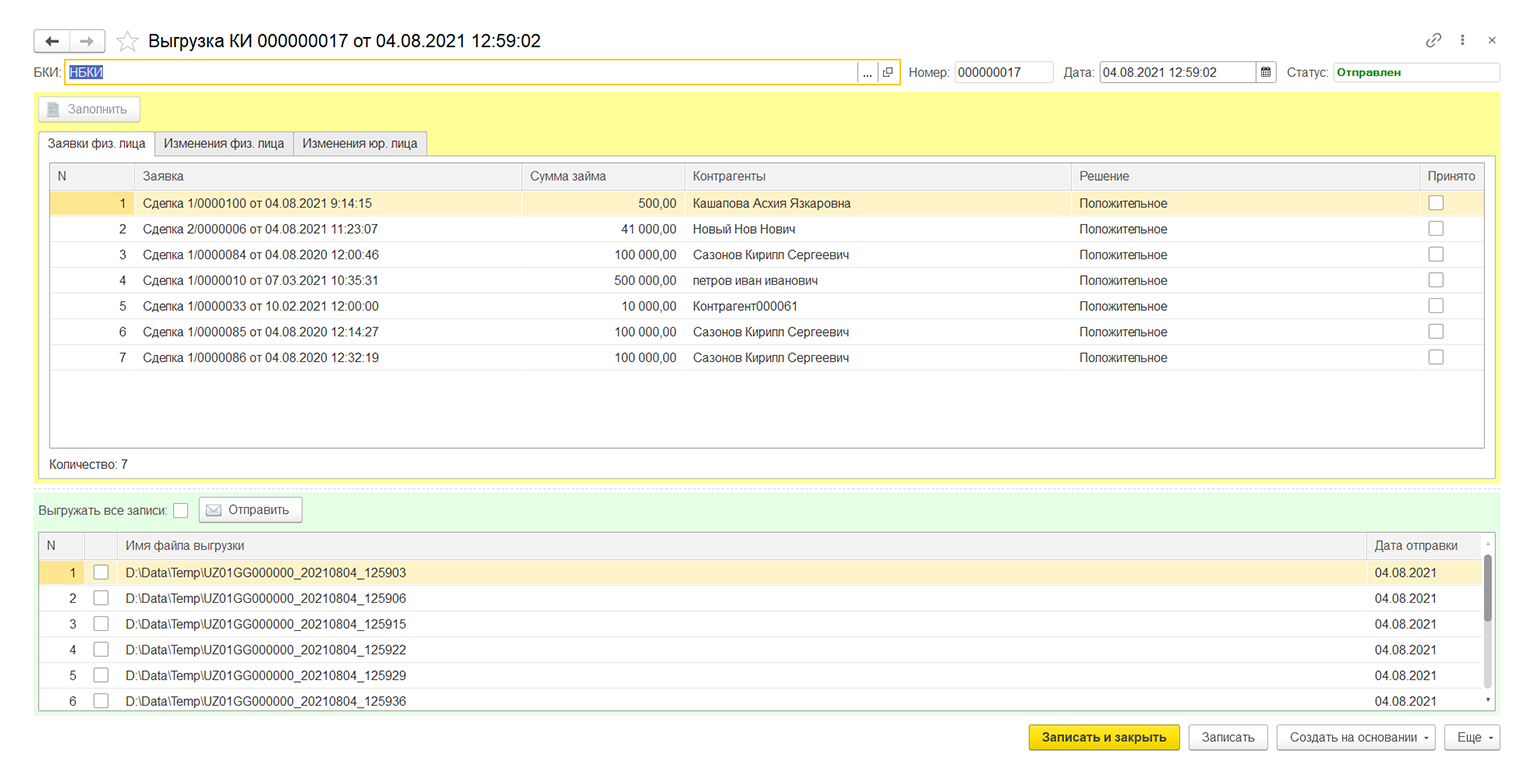 Выгрузка КИ 000000017 от 04.08.2021 12:59:02
БКИ: НБКИ ... Номер: 000000017 Дата: 04.08.2021 12:59:02 Статус: Отправлен
Заполнить
Заявки физ. лица Изменения физ. лица Изменения юр. лица
N Заявка Сумма займа Контрагенты Решение Принято
1 Сделка 1/0000100 от 04.08.2021 9:14:15 500,00 Кашапова Асхия Язкаровна Положительное
2 Сделка 2/0000006 от 04.08.2021 11:23:07 41 000,00 Новый Нов Нович Положительное
3 Сделка 1/0000084 от 04.08.2020 12:00:46 100 000,00 Сазонов Кирилл Сергеевич Положительное
4 Сделка 1/0000010 от 07.03.2021 10:35:31 500 000,00 петров иван иванович Положительное
5 Сделка 1/0000033 от 10.02.2021 12:00:00 10 000,00 Контрагент000061 Положительное
6 Сделка 1/0000085 от 04.08.2020 12:14:27 100 000,00 Сазонов Кирилл Сергеевич Положительное
7 Сделка 1/0000086 от 04.08.2020 12:32:19 100 000,00 Сазонов Кирилл Сергеевич Положительное
Количество: 7
Выгружать все записи: Отправить
N Имя файла выгрузки Дата отправки
1 D:\Data\Temp\UZ01GG000000_20210804_125903 04.08.2021
2 D:\Data\Temp\UZ01GG000000_20210804_125906 04.08.2021
3 D:\Data\Temp\UZ01GG000000_20210804_125915 04.08.2021
4 D:\Data\Temp\UZ01GG000000_20210804_125922 04.08.2021
5 D:\Data\Temp\UZ01GG000000_20210804_125929 04.08.2021
6 D:\Data\Temp\UZ01GG000000_20210804_125936 04.08.2021
Записать и закрыть Записать Создать на основании Еще